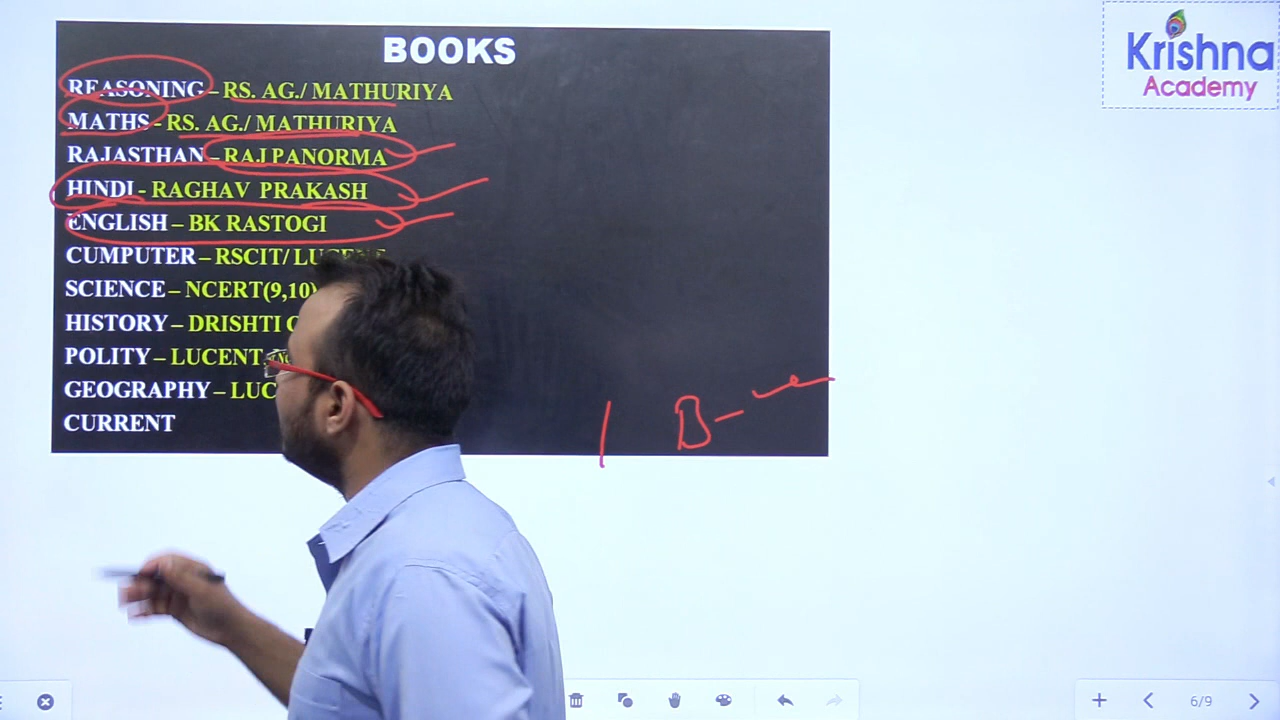 BOOKS
REASONING – RS. AG./ MATHURIYA
MATHS - RS. AG./ MATHURIYA
RAJASTHAN – RAJ PANORMA
HINDI - RAGHAV PRAKASH
ENGLISH – BK RASTOGI
CUMPUTER – RSCIT/
SCIENCE – NCERT(9,10)
HISTORY – DRISHTI
POLITY – LUCENT
GEOGRAPHY –
CURRENT
Krishna
Academy
6/9